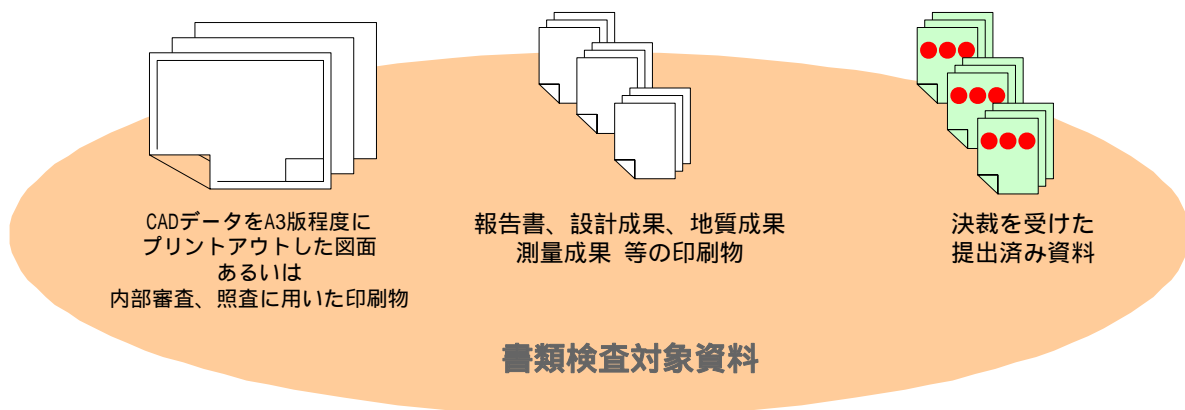 CADデータをA3版程度に
プリントアウトした図面
あるいは
内部審査、照査に用いた印刷物
報告書、設計成果、地質成果
測量成果 等の印刷物
決裁を受けた
提出済み資料
書類検査対象資料